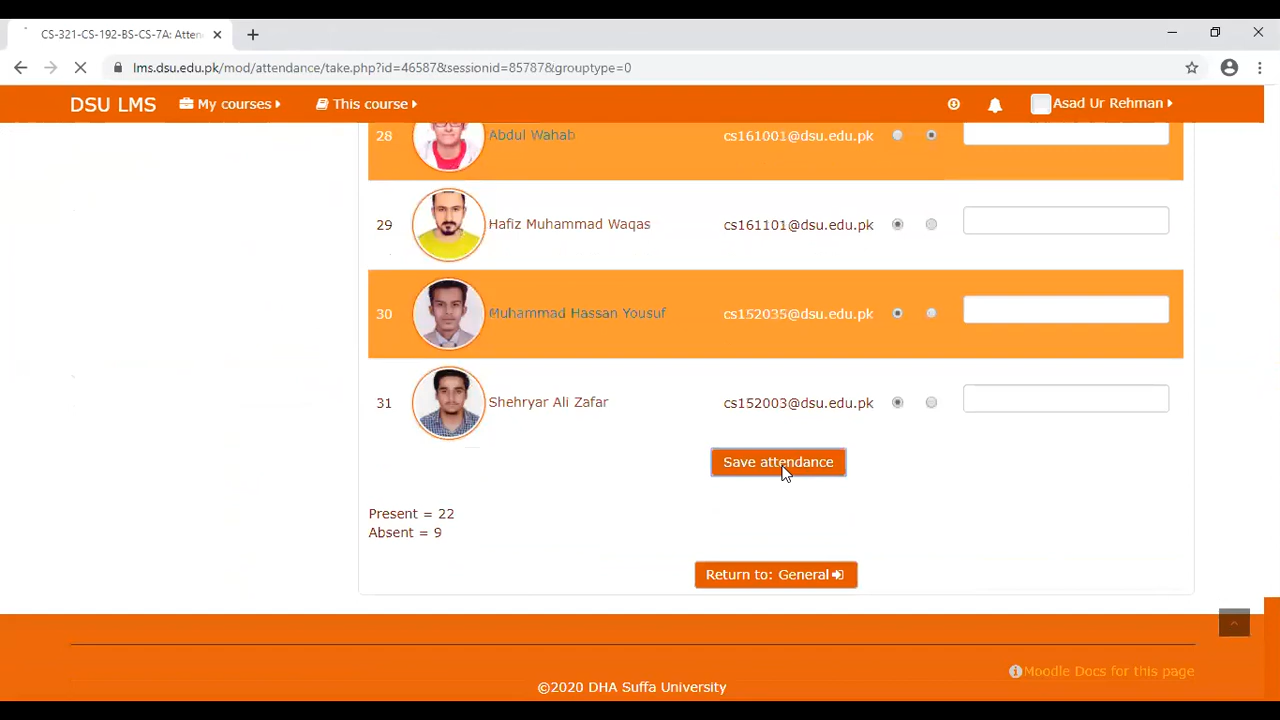 CS-321-CS-192-BS-CS-7A: Atten
lms.dsu.edu.pk/mod/attendance/take.php?id=46587&sessionid=85787&grouptype=0
DSU LMS My courses This course Asad Ur Rehman
28 Abdul Wahab cs161001@dsu.edu.pk
29 Hafiz Muhammad Waqas cs161101@dsu.edu.pk
30 Muhammad Hassan Yousuf cs152035@dsu.edu.pk
31 Shehryar Ali Zafar cs152003@dsu.edu.pk
Save attendance
Present = 22
Absent = 9
Return to: General
Moodle Docs for this page
©2020 DHA Suffa University